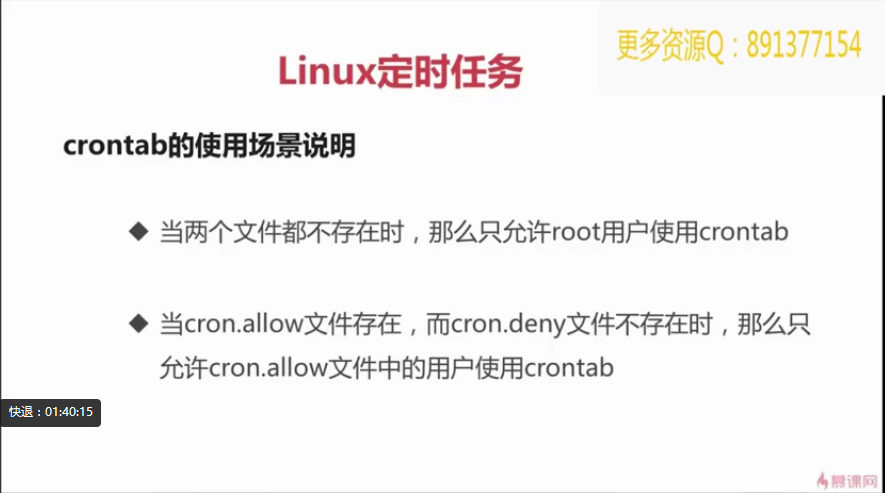 更多资源Q：891377154
Linux定时任务
crontab的使用场景说明
◆ 当两个文件都不存在时，那么只允许root用户使用crontab
◆ 当cron.allow文件存在，而cron.deny文件不存在时，那么只
允许cron.allow文件中的用户使用crontab
快退：01:40:15
慕课网